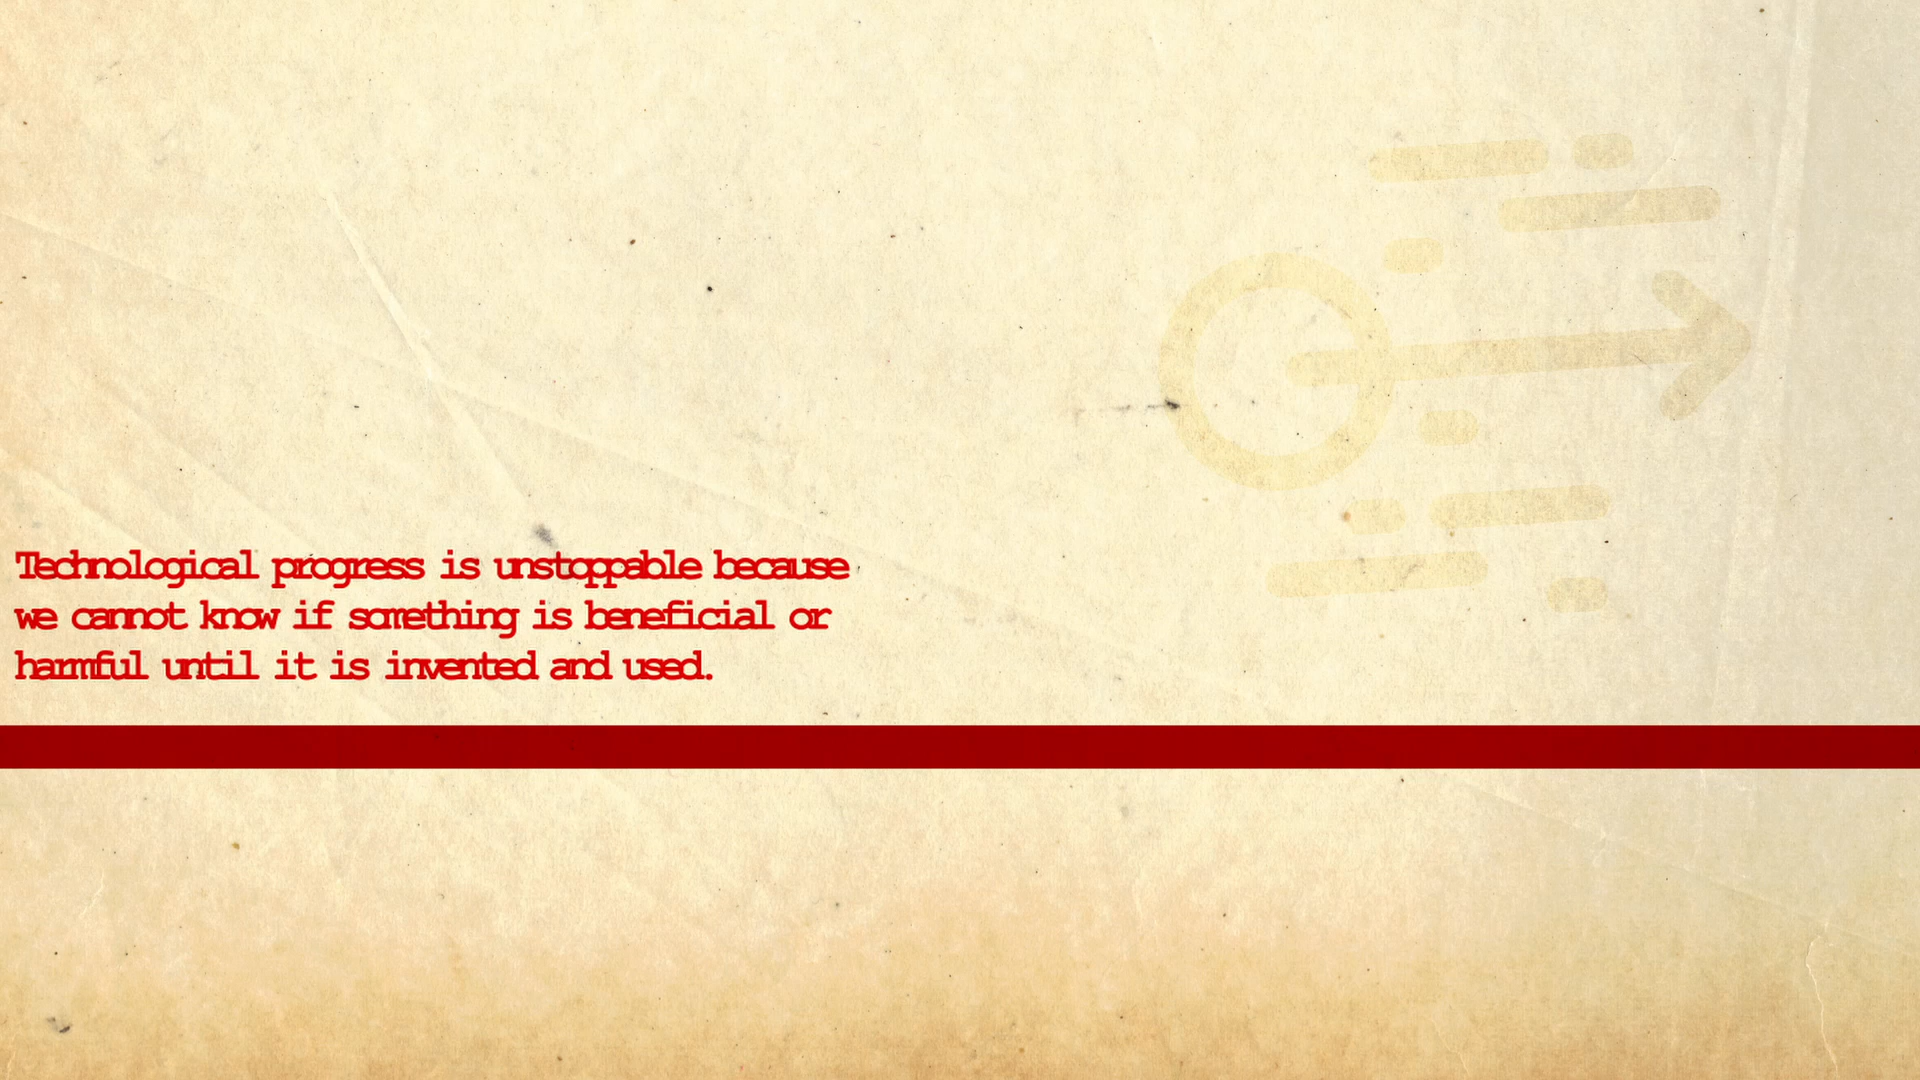 Technological progress is unstoppable because
we cannot know if something is beneficial or
harmful until it is invented and used.